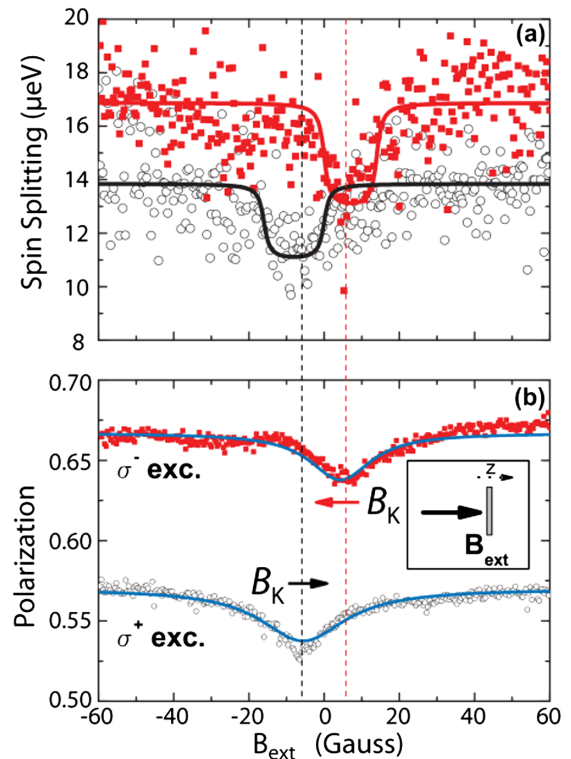 (a)
20
18
16
14
12
10
8
Spin Splitting (µeV)
(b)
0.70
0.65
0.60
0.55
0.50
Polarization
σ⁻ exc.
B_K
z
B_ext
B_K
σ⁺ exc.
-60 -40 -20 0 20 40 60
B_ext (Gauss)